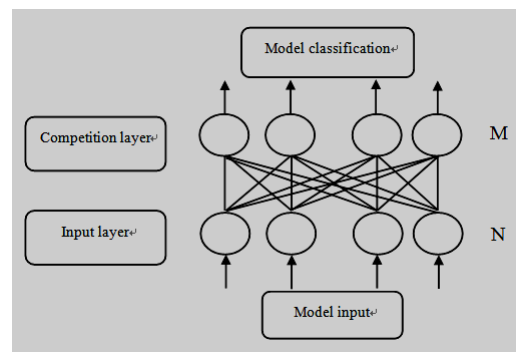 Model classification
Competition layer
M
Input layer
N
Model input